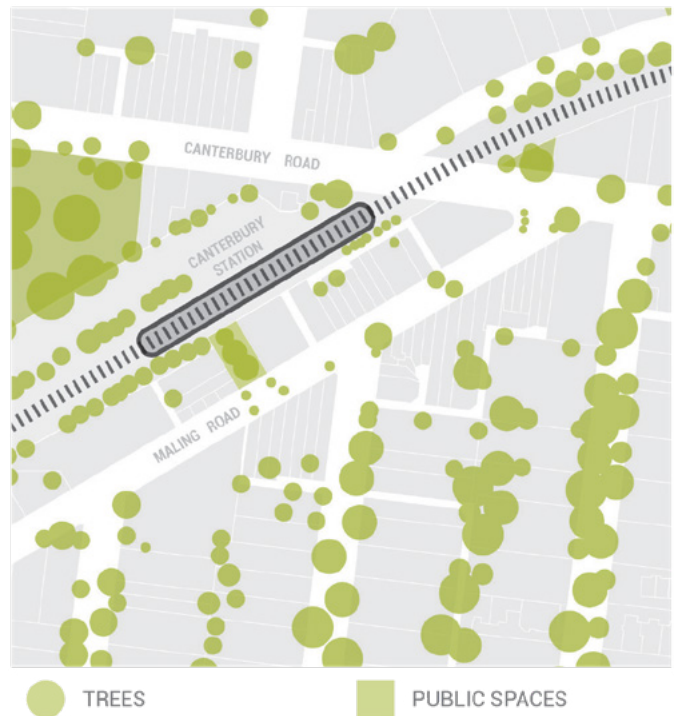 CANTERBURY ROAD
CANTERBURY
STATION
MALING ROAD
TREES
PUBLIC SPACES